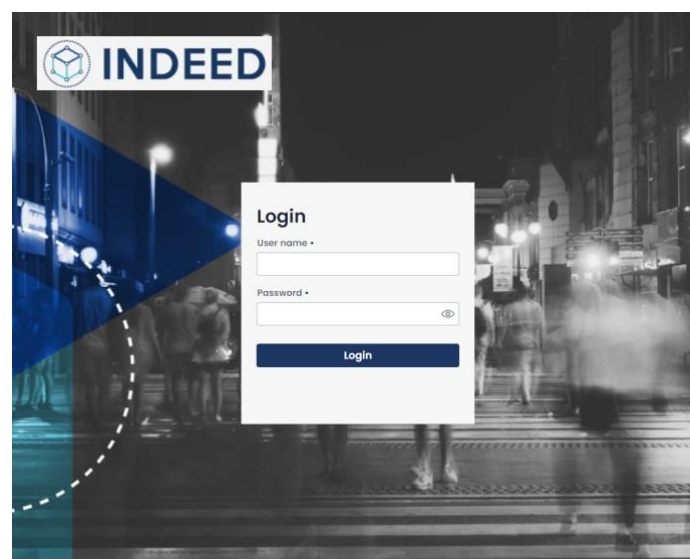 INDEED
Login
User name •
Password •
Login